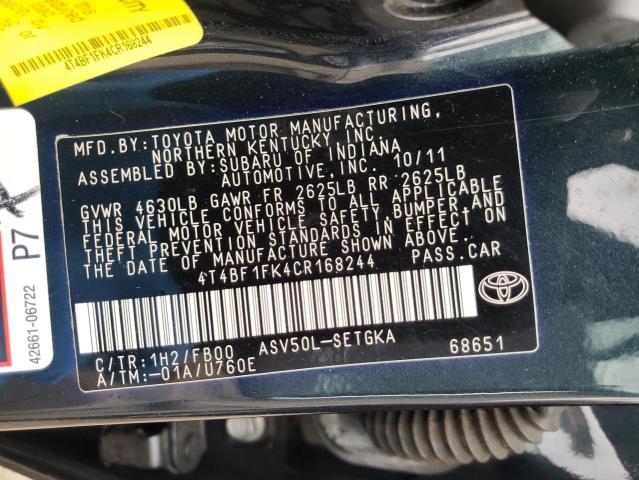 4T4BF1FK4CR168244
MFD.BY:TOYOTA MOTOR MANUFACTURING,
NORTHERN KENTUCKY INC.
ASSEMBLED BY:SUBARU OF INDIANA
AUTOMOTIVE,INC. 10/11
GVWR 4630LB GAWR FR 2625LB RR 2625LB
THIS VEHICLE CONFORMS TO ALL APPLICABLE
FEDERAL MOTOR VEHICLE SAFETY,BUMPER,AND
THEFT PREVENTION STANDARDS IN EFFECT ON
THE DATE OF MANUFACTURE SHOWN ABOVE.
4T4BF1FK4CR168244 PASS.CAR
C/TR:1H2/FB00 ASV50L-SETGKA
A/TM:-01A/U760E 68651
P7
42661-06722